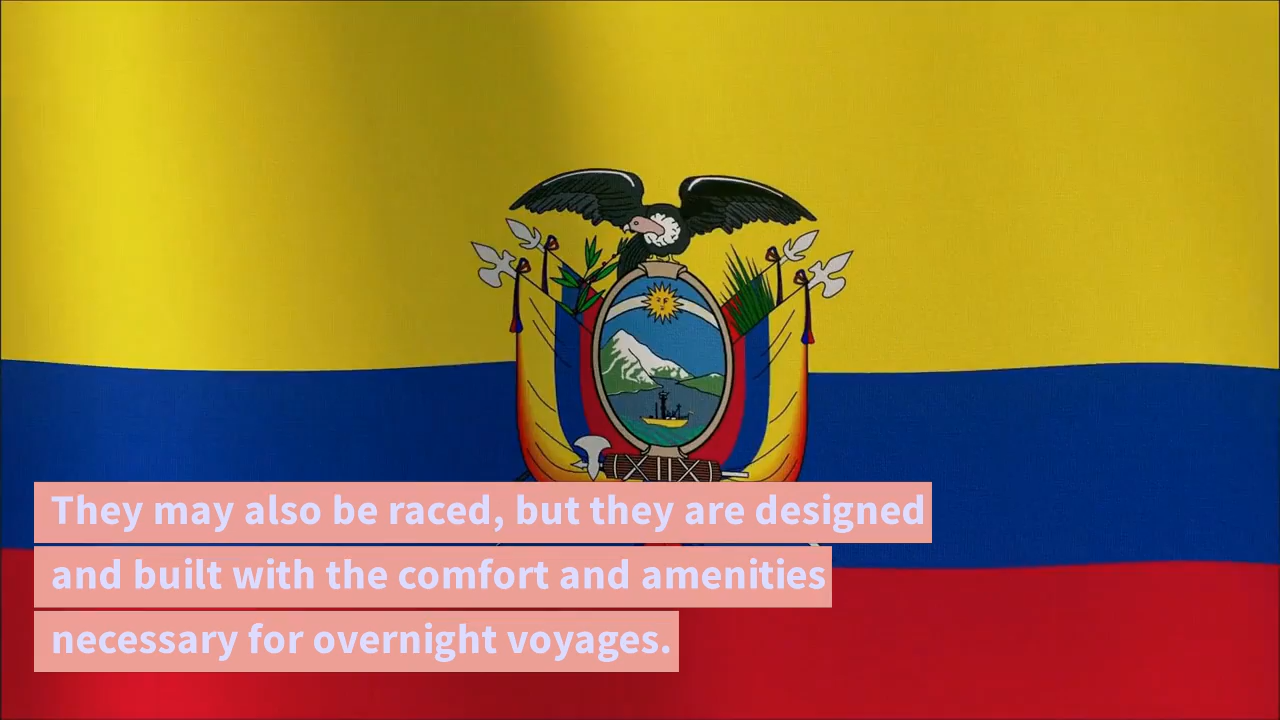 They may also be raced, but they are designed
and built with the comfort and amenities
necessary for overnight voyages.